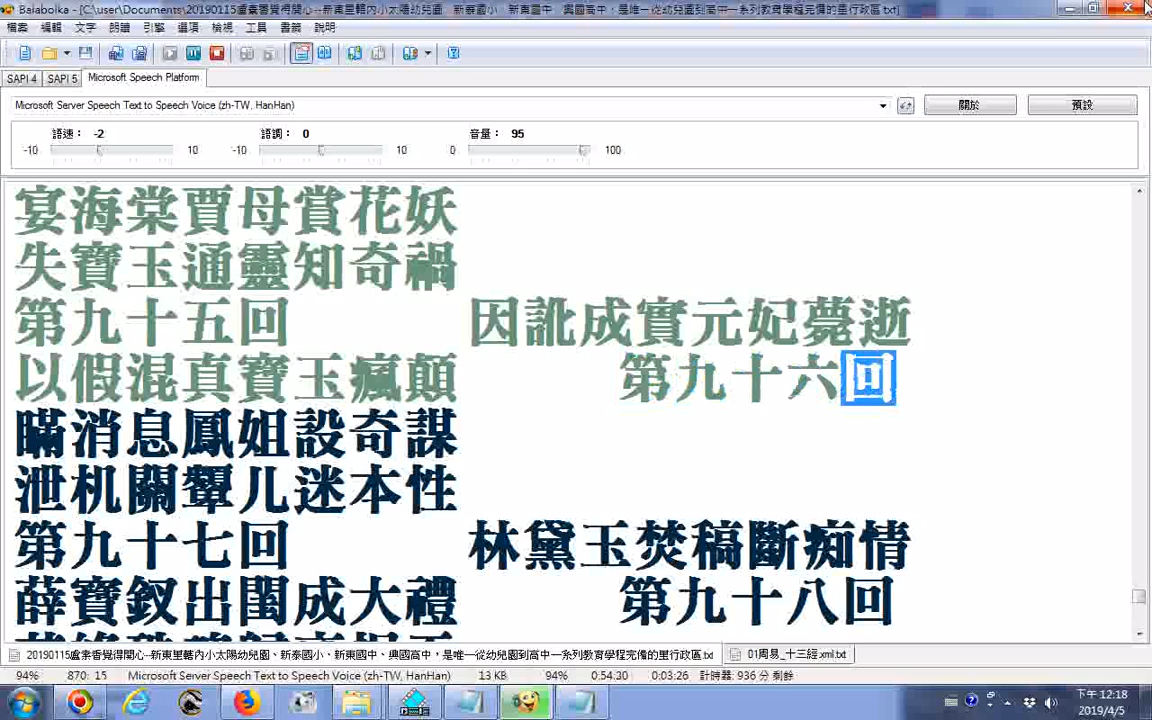 Balabolka - [C:\user\Documents\20190115盧素香覺得開心--新東里轄內小太陽幼兒園、新泰國小、新東國中、興國高中，是唯一從幼兒園到高中一系列教育學程完備的里行政區.txt]
檔案 編輯 文字 朗讀 引擎 選項 檢視 工具 書籤 說明
SAPI 4 SAPI 5 Microsoft Speech Platform
Microsoft Server Speech Text to Speech Voice (zh-TW, HanHan) 關於 預設
語速： -2 語調： 0 音量： 95
-10 10 -10 10 0 100
宴海棠賈母賞花妖
失寶玉通靈知奇禍
第九十五回 因訛成實元妃薨逝
以假混真寶玉瘋顛 第九十六回
瞞消息鳳姐設奇謀
泄机關顰儿迷本性
第九十七回 林黛玉焚稿斷痴情
薛寶釵出閨成大禮 第九十八回
20190115盧素香覺得開心--新東里轄內小太陽幼兒園、新泰國小、新東國中、興國高中，是唯一從幼兒園到高中一系列教育學程完備的里行政區.txt 01周易_十三經.xml.txt
94% 870: 15 Microsoft Server Speech Text to Speech Voice (zh-TW, HanHan) 13 KB 94% 0:54:30 0:03:26 計時器: 936 分 剩餘
下午 12:18
2019/4/5